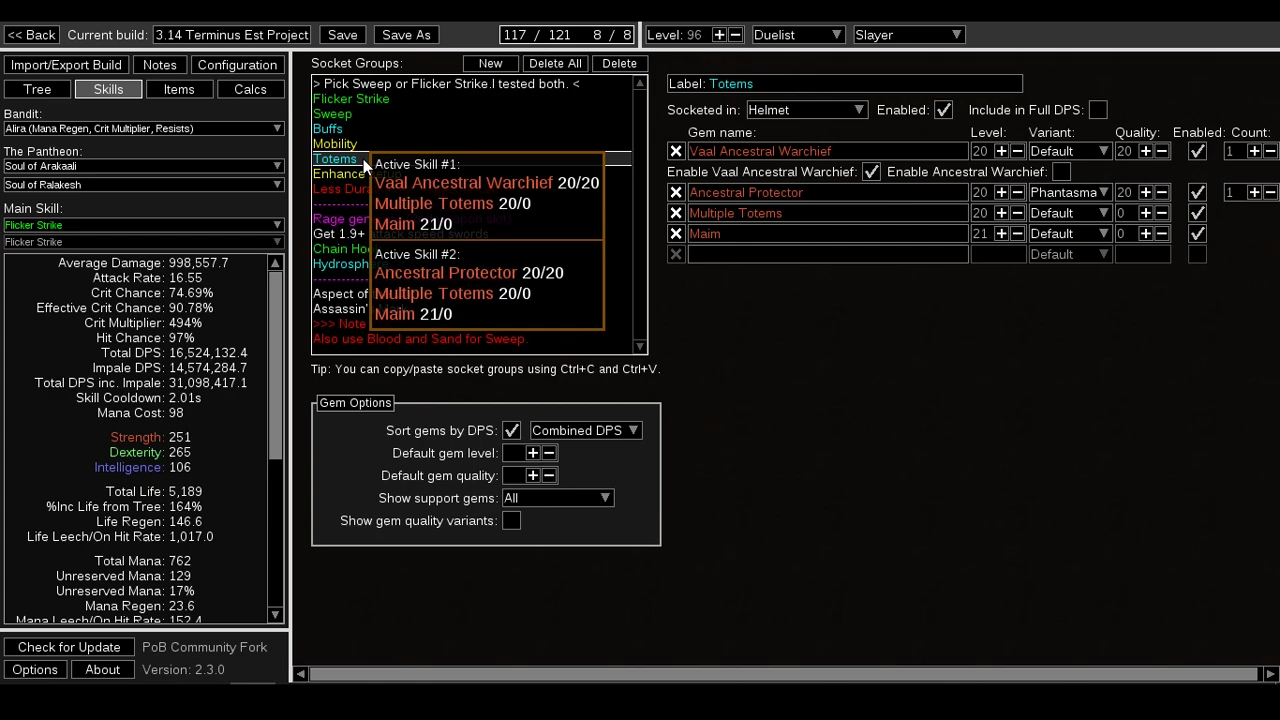 << Back Current build: 3.14 Terminus Est Project Save Save As 117 / 121 8 / 8 Level: 96 Duelist Slayer
Import/Export Build Notes Configuration
Tree Skills Items Calcs
Bandit:
Alira (Mana Regen, Crit Multiplier, Resists)
The Pantheon:
Soul of Arakaali
Soul of Ralakesh
Main Skill:
Flicker Strike
Flicker Strike
Average Damage: 998,557.7
Attack Rate: 16.55
Crit Chance: 74.69%
Effective Crit Chance: 90.78%
Crit Multiplier: 494%
Hit Chance: 97%
Total DPS: 16,524,132.4
Impale DPS: 14,574,284.7
Total DPS inc. Impale: 31,098,417.1
Skill Cooldown: 2.01s
Mana Cost: 98
Strength: 251
Dexterity: 265
Intelligence: 106
Total Life: 5,189
%Inc Life from Tree: 164%
Life Regen: 146.6
Life Leech/On Hit Rate: 1,017.0
Total Mana: 762
Unreserved Mana: 129
Unreserved Mana: 17%
Mana Regen: 23.6
Mana Leech/On Hit Rate: 152.4
Check for Update PoB Community Fork
Options About Version: 2.3.0
Socket Groups: New Delete All Delete
> Pick Sweep or Flicker Strike.I tested both. <
Flicker Strike
Sweep
Buffs
Mobility
Totems
Enhance
Less Dura
Rage gen
Get 1.9+ attack speed swords
Chain Hoo
Hydrosph
Aspect of
Assassin'
>>> Note
Also use Blood and Sand for Sweep.
Active Skill #1:
Vaal Ancestral Warchief 20/20
Multiple Totems 20/0
Maim 21/0
Active Skill #2:
Ancestral Protector 20/20
Multiple Totems 20/0
Maim 21/0
Tip: You can copy/paste socket groups using Ctrl+C and Ctrl+V.
Gem Options
Sort gems by DPS: Combined DPS
Default gem level:
Default gem quality:
Show support gems: All
Show gem quality variants:
Label: Totems
Socketed in: Helmet Enabled: Include in Full DPS:
Gem name: Level: Variant: Quality: Enabled: Count:
Vaal Ancestral Warchief 20 Default 20 1
Enable Vaal Ancestral Warchief: Enable Ancestral Warchief:
Ancestral Protector 20 Phantasma 20 1
Multiple Totems 20 Default 0
Maim 21 Default 0
Default